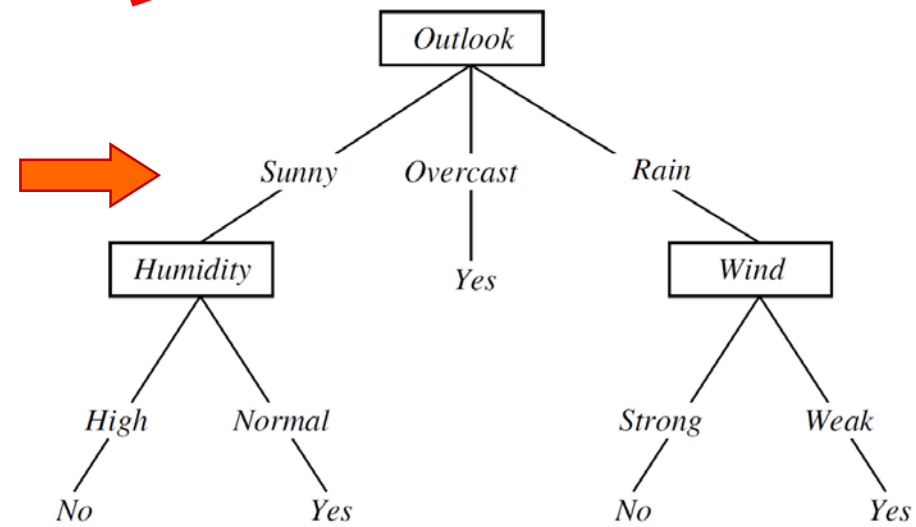 Outlook
Sunny Overcast Rain
Humidity Yes Wind
High Normal Strong Weak
No Yes No Yes